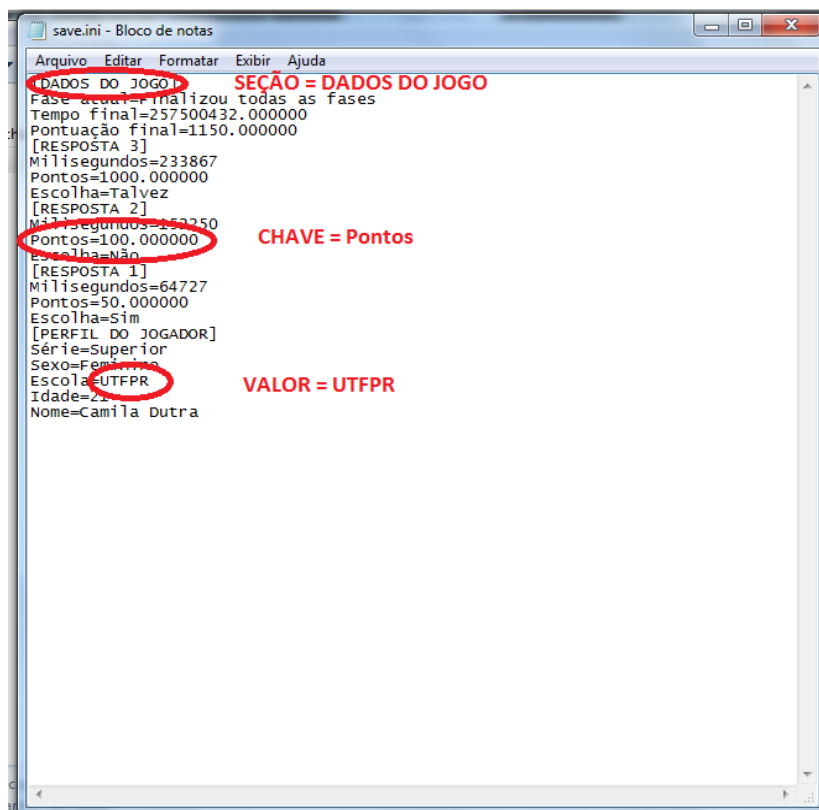 save.ini - Bloco de notas
Arquivo Editar Formatar Exibir Ajuda
[DADOS DO JOGO] SEÇÃO = DADOS DO JOGO
Fase atual=Finalizou todas as fases
Tempo final=257500432.000000
Pontuação final=1150.000000
[RESPOSTA 3]
Milisegundos=233867
Pontos=1000.000000
Escolha=Talvez
[RESPOSTA 2]
Milisegundos=152250
Pontos=100.000000 CHAVE = Pontos
Escolha=Não
[RESPOSTA 1]
Milisegundos=64727
Pontos=50.000000
Escolha=Sim
[PERFIL DO JOGADOR]
Série=Superior
Sexo=Feminino
Escola=UTFPR VALOR = UTFPR
Idade=21
Nome=Camila Dutra